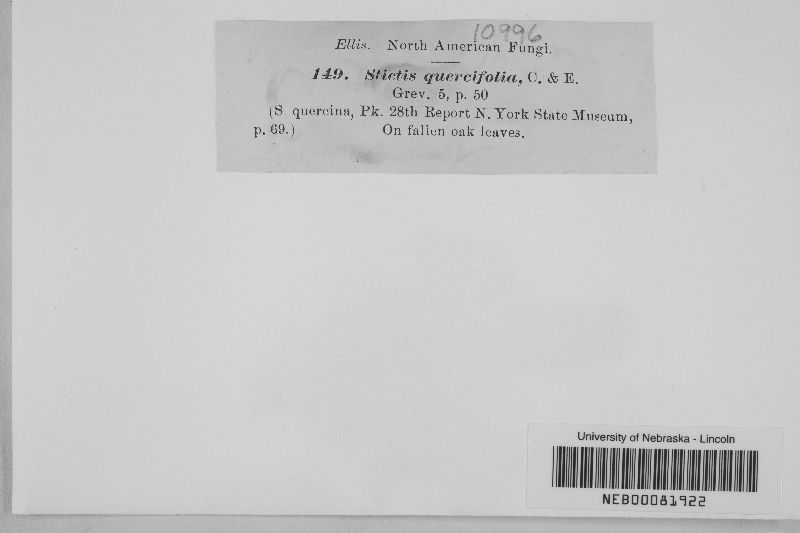 10996
Ellis. North American Fungi.
149. Stictis quercifolia, C. & E.
Grev. 5, p. 50
(S. quercina, Pk. 28th Report N. York State Museum,
p. 69.) On fallen oak leaves.
University of Nebraska - Lincoln
NEB00081922